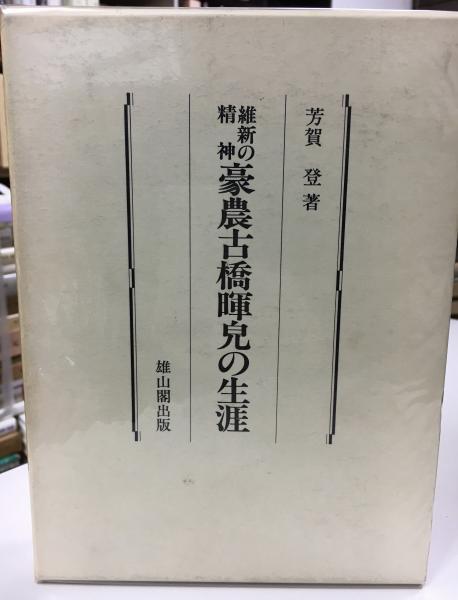 芳賀 登 著
維新の精神
豪農古橋暉皃の生涯
雄山閣出版